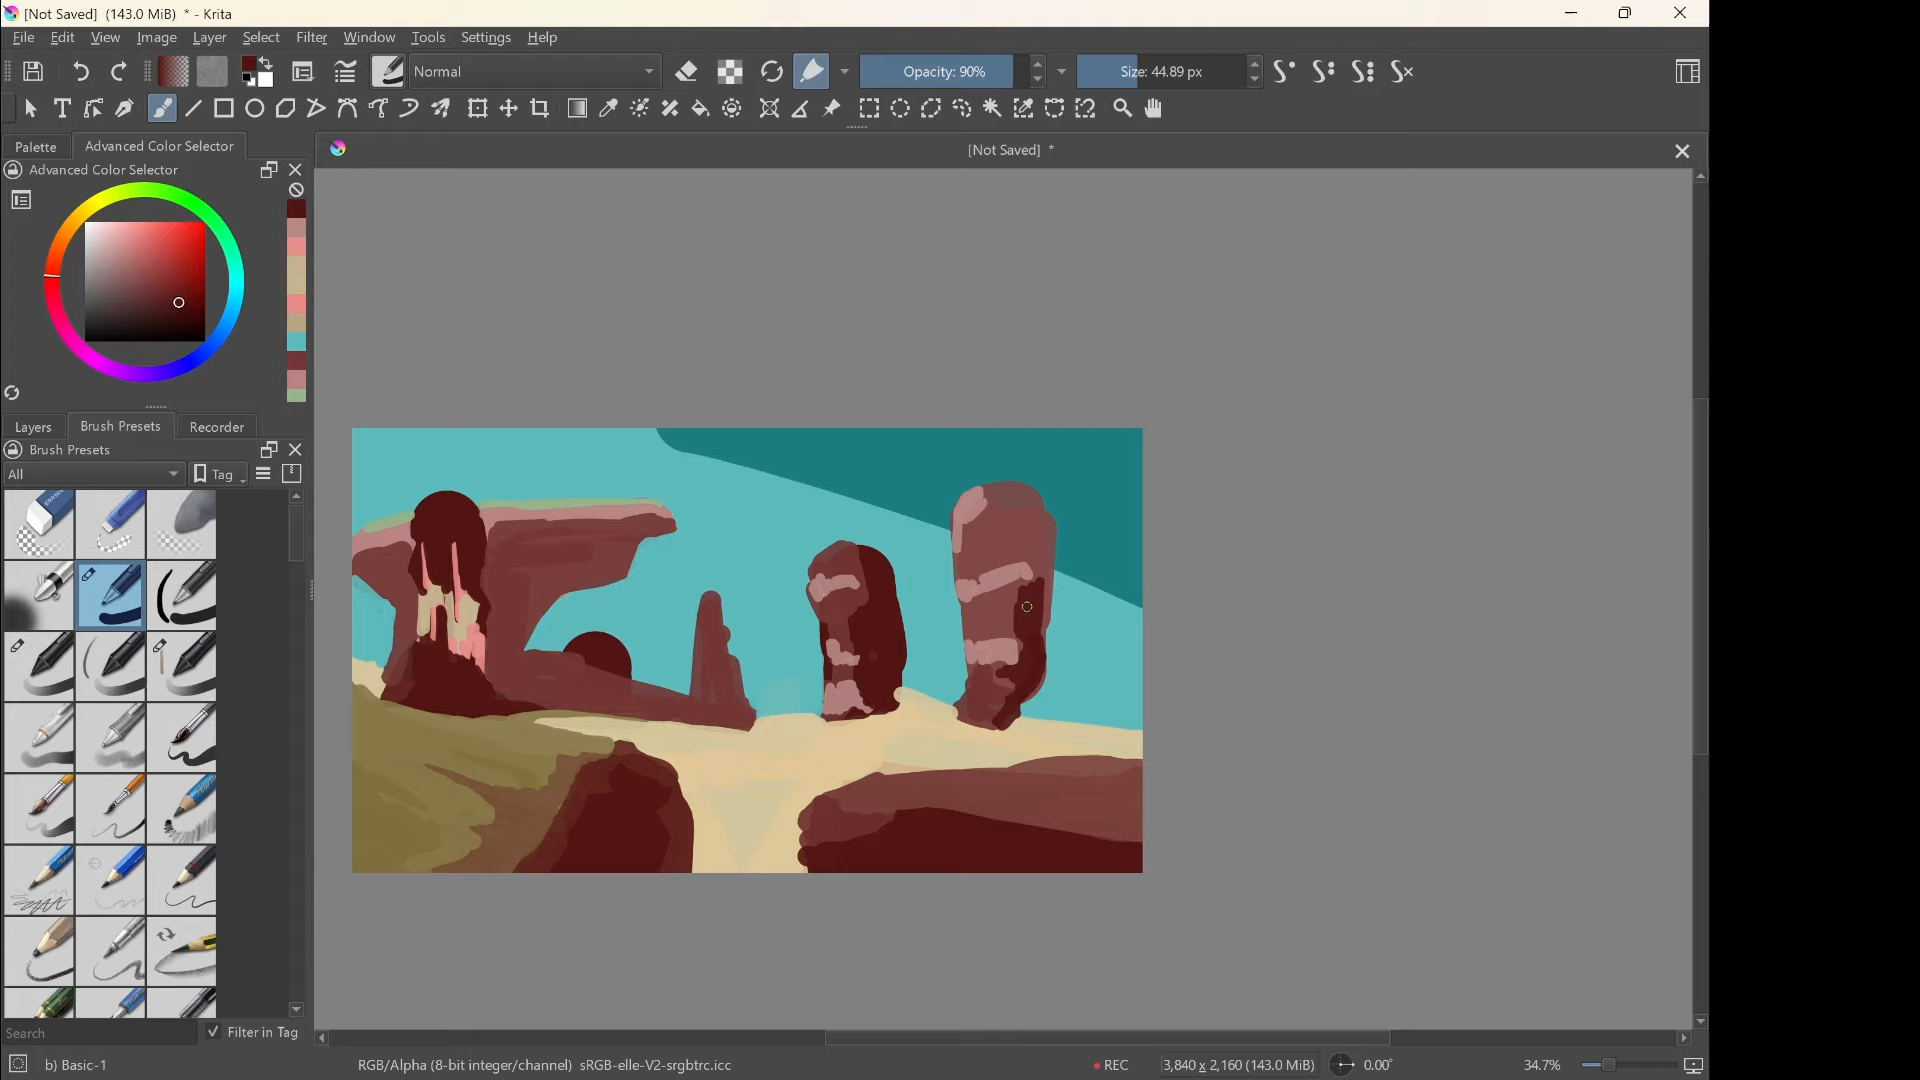 [Not Saved] (143.0 MiB) * - Krita
File Edit View Image Layer Select Filter Window Tools Settings Help
Normal Opacity: 90% Size: 44.89 px
Palette Advanced Color Selector
[Not Saved] *
Advanced Color Selector
Layers Brush Presets Recorder
Brush Presets
All Tag
Search Filter in Tag
b) Basic-1 RGB/Alpha (8-bit integer/channel) sRGB-elle-V2-srgbtrc.icc REC 3,840 x 2,160 (143.0 MiB) 0.00° 34.7%